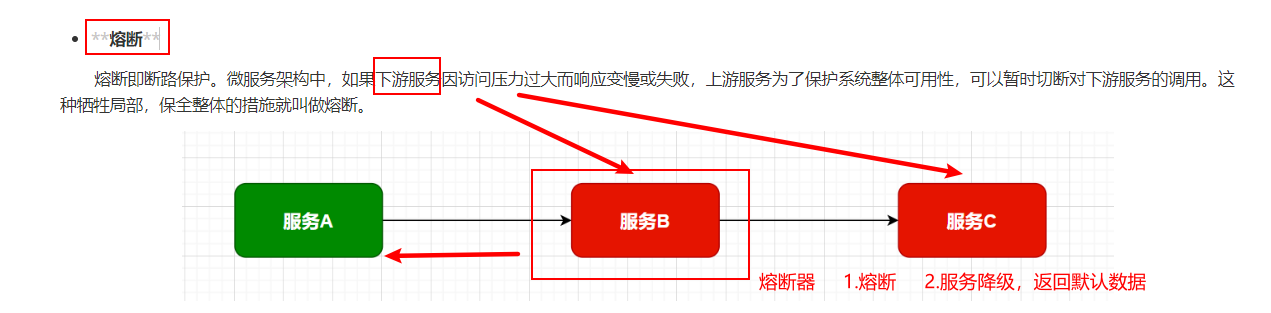 **熔断**
熔断即断路保护。微服务架构中，如果下游服务因访问压力过大而响应变慢或失败，上游服务为了保护系统整体可用性，可以暂时切断对下游服务的调用。这
种牺牲局部，保全整体的措施就叫做熔断。
服务A 服务B 服务C
熔断器 1.熔断 2.服务降级，返回默认数据